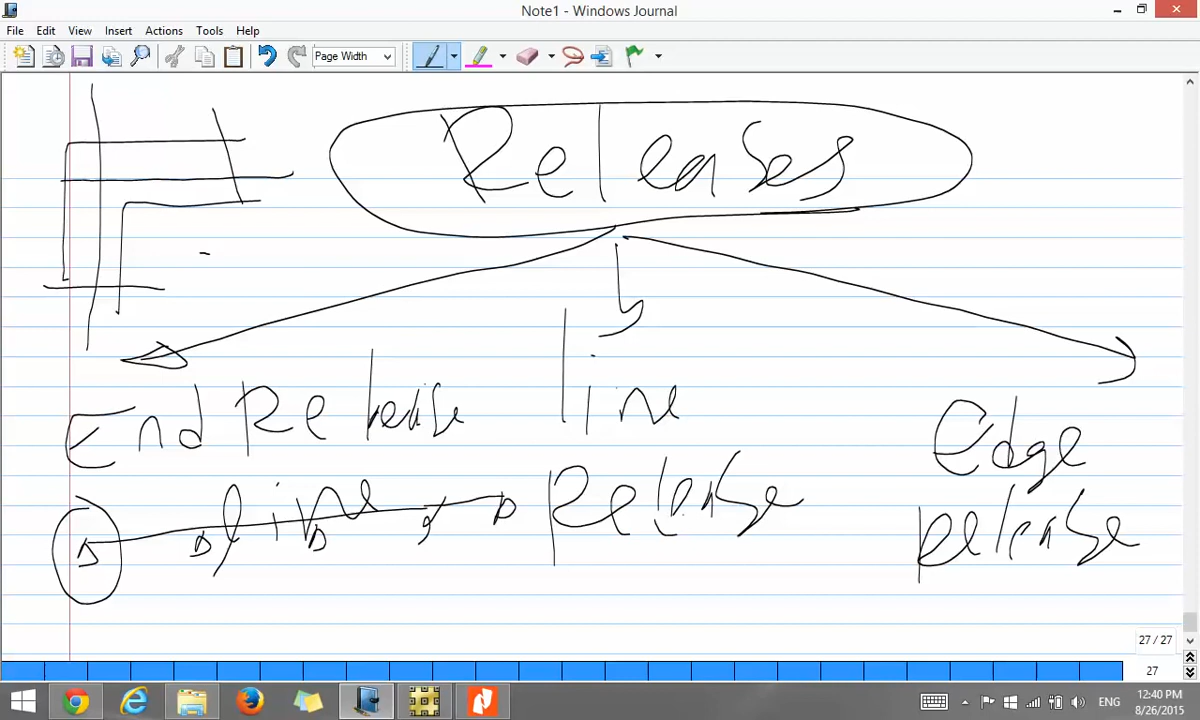 Note1 - Windows Journal
File Edit View Insert Actions Tools Help
Page Width
Releases
End Release
line
Release
Edge
Release
line
27 / 27
27
ENG
12:40 PM
8/26/2015